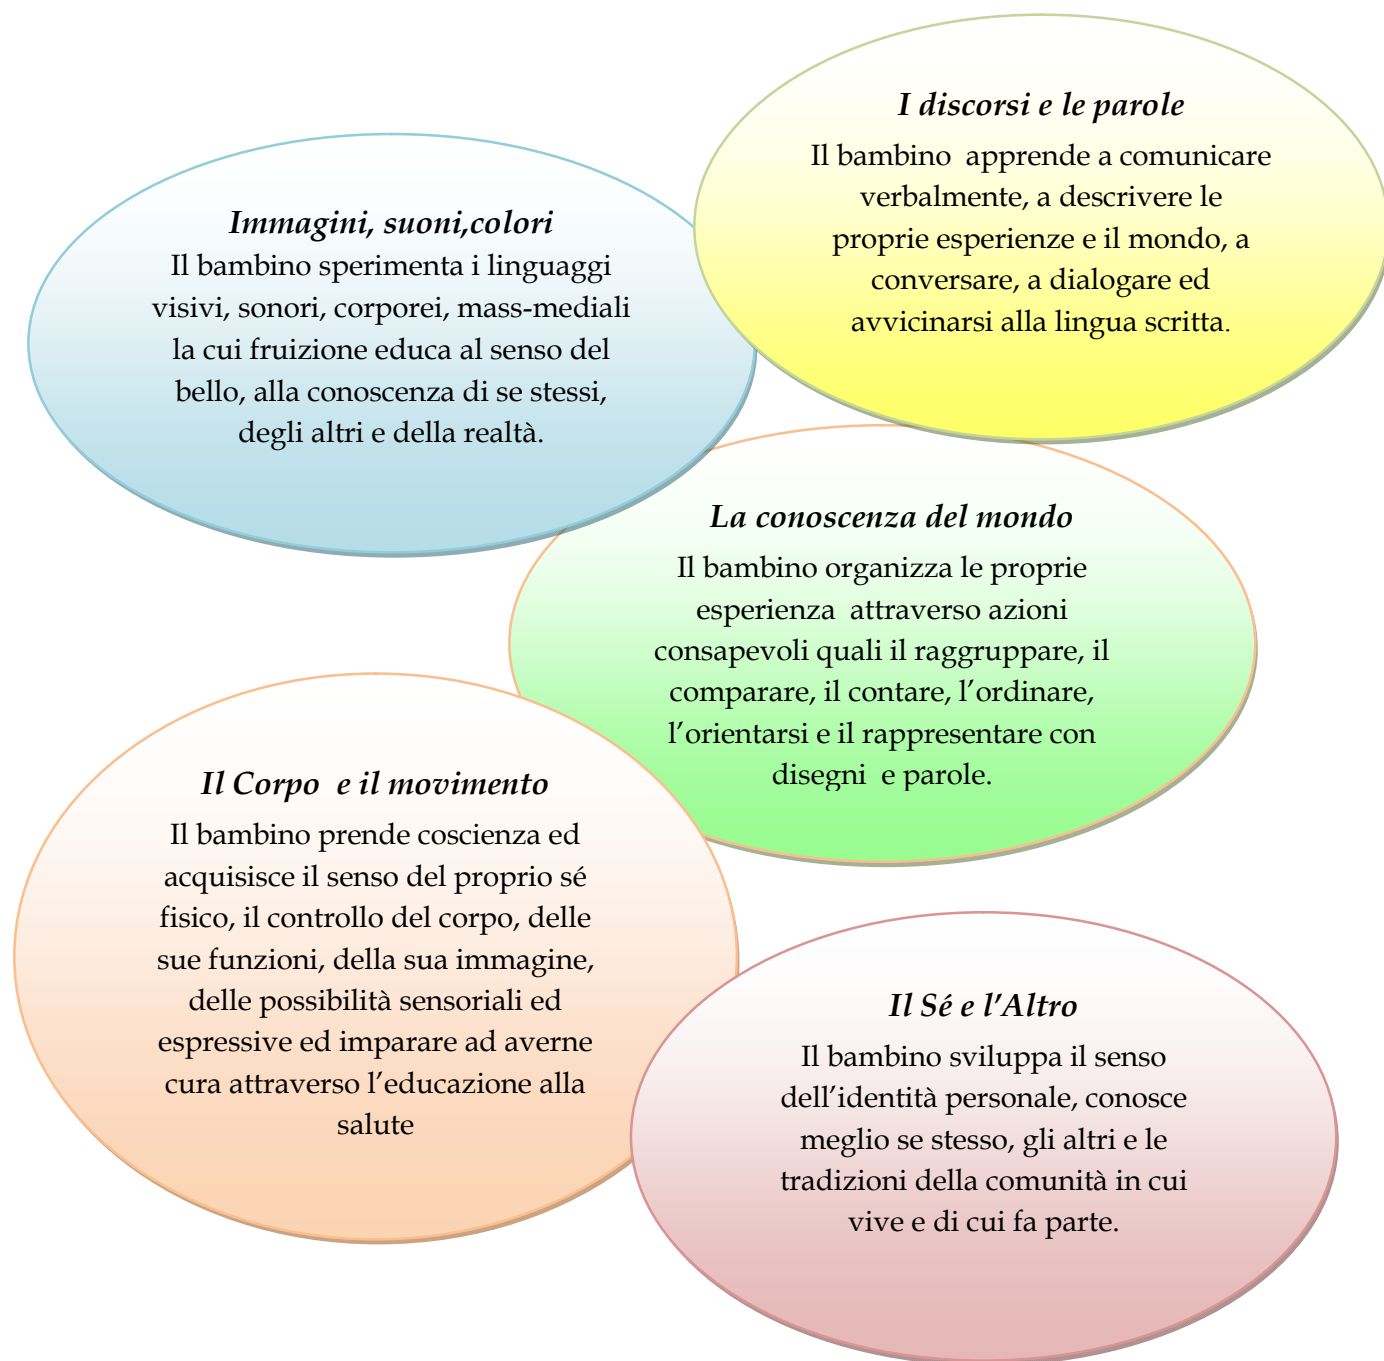 I discorsi e le parole
Il bambino  apprende a comunicare
verbalmente, a descrivere le
proprie esperienze e il mondo, a
conversare, a dialogare ed
avvicinarsi alla lingua scritta.
Immagini, suoni,colori
Il bambino sperimenta i linguaggi
visivi, sonori, corporei, mass-mediali
la cui fruizione educa al senso del
bello, alla conoscenza di se stessi,
degli altri e della realtà.
La conoscenza del mondo
Il bambino organizza le proprie
esperienza  attraverso azioni
consapevoli quali il raggruppare, il
comparare, il contare, l’ordinare,
l’orientarsi e il rappresentare con
disegni  e parole.
Il Corpo  e il movimento
Il bambino prende coscienza ed
acquisisce il senso del proprio sé
fisico, il controllo del corpo, delle
sue funzioni, della sua immagine,
delle possibilità sensoriali ed
espressive ed imparare ad averne
cura attraverso l’educazione alla
salute
Il Sé e l’Altro
Il bambino sviluppa il senso
dell’identità personale, conosce
meglio se stesso, gli altri e le
tradizioni della comunità in cui
vive e di cui fa parte.